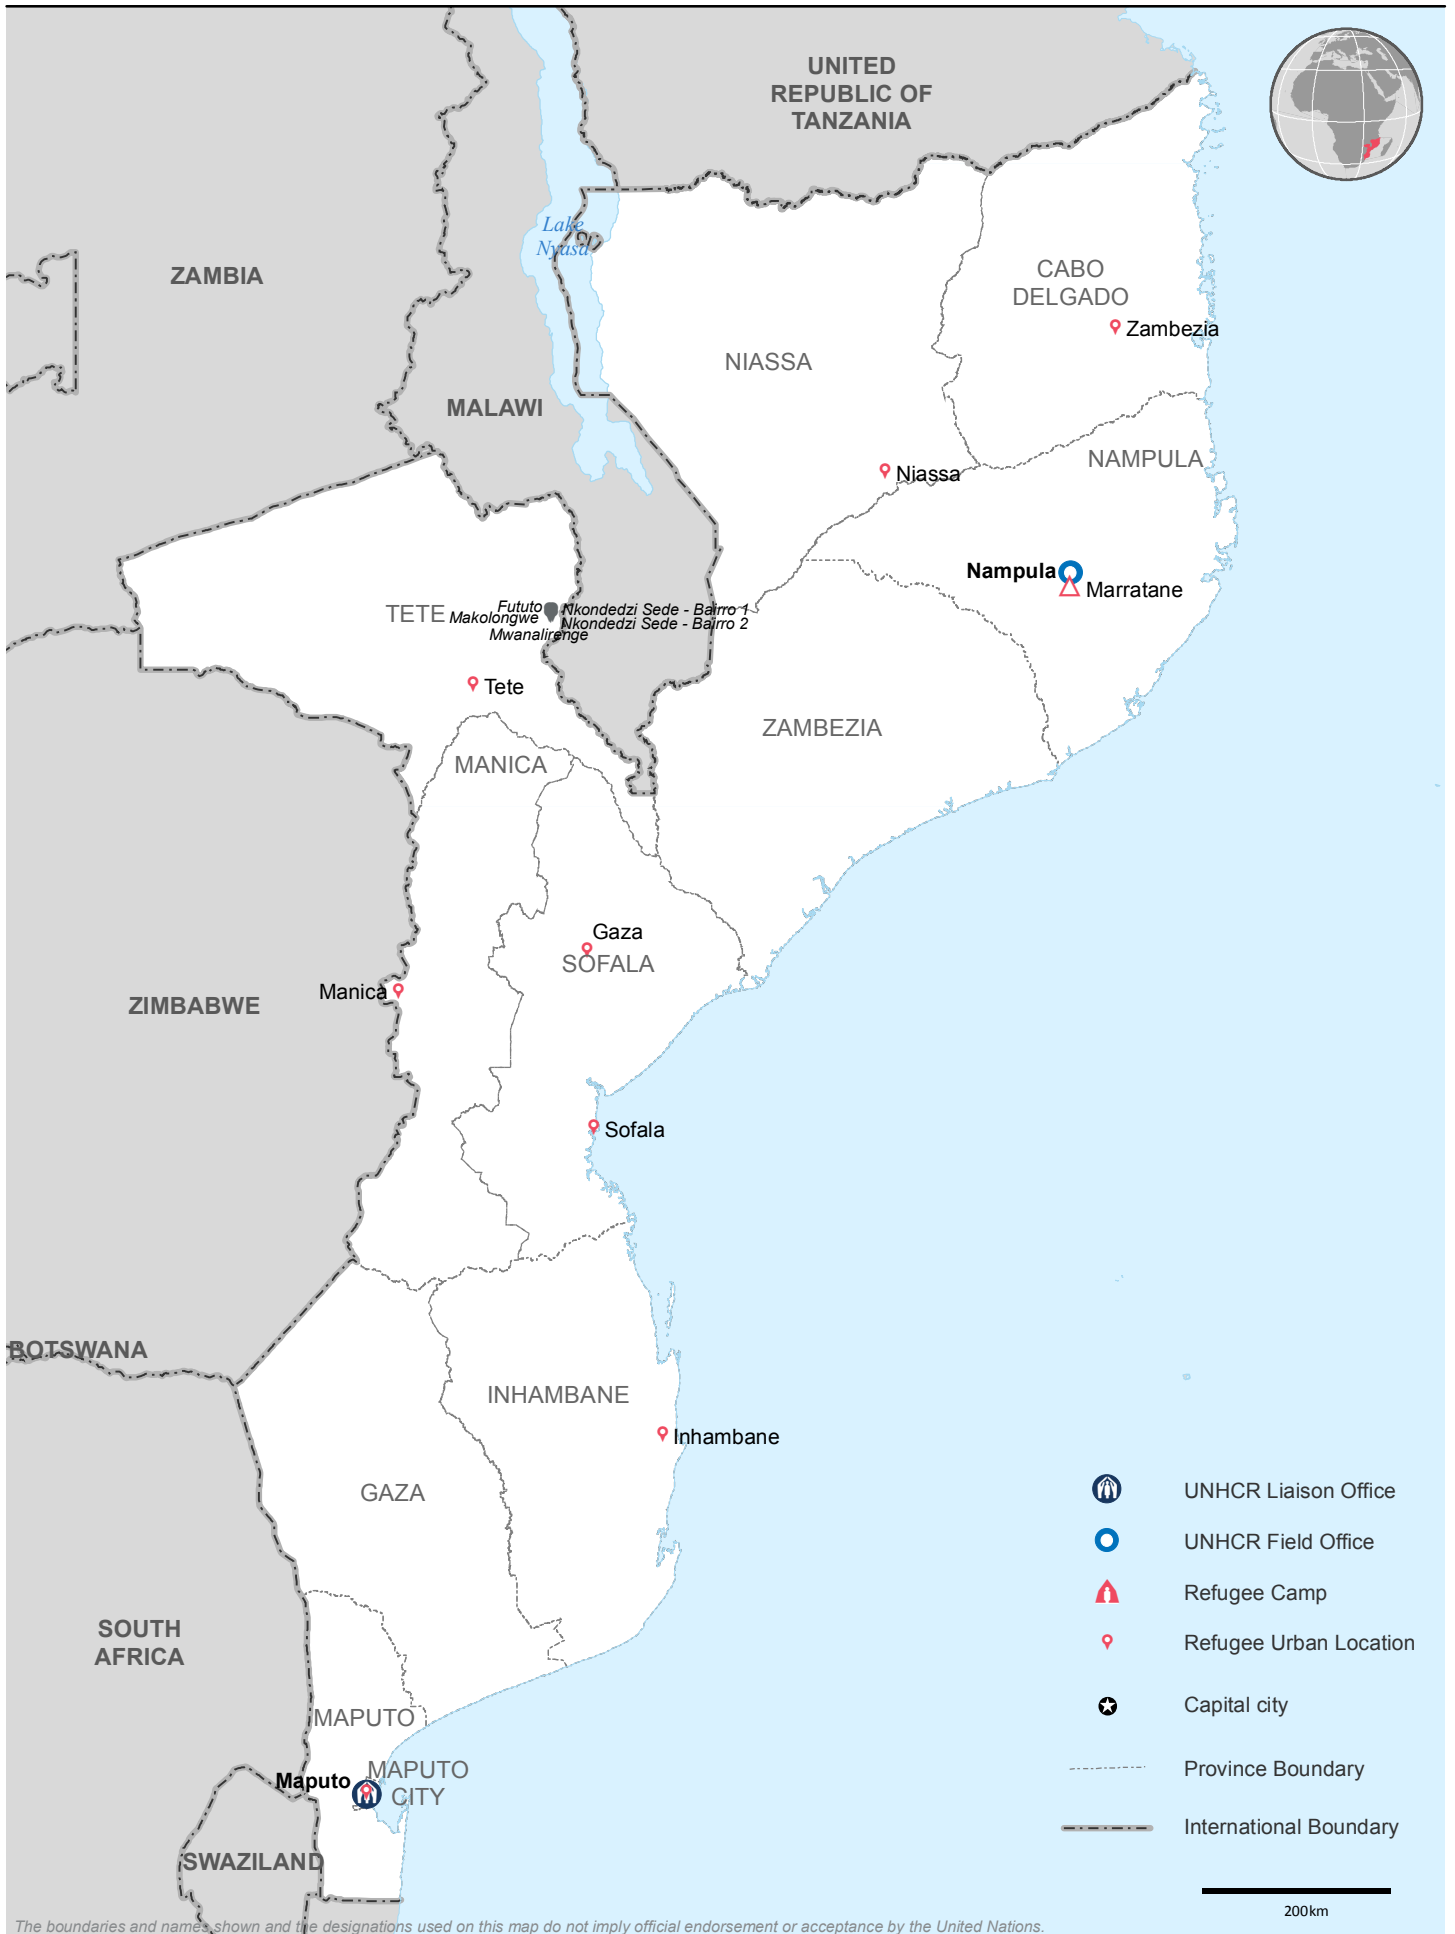 UNITED
REPUBLIC OF
TANZANIA
Lake
Nyasa
ZAMBIA
CABO
DELGADO
Zambezia
NIASSA
MALAWI
NAMPULA
Niassa
Nampula
Marratane
TETE
Fututo
Makolongwe
Mwanalirenge
Nkondedzi Sede - Bairro 1
Nkondedzi Sede - Bairro 2
Tete
ZAMBEZIA
MANICA
Gaza
SOFALA
Manica
ZIMBABWE
Sofala
BOTSWANA
INHAMBANE
Inhambane
GAZA
SOUTH
AFRICA
MAPUTO
Maputo
MAPUTO
CITY
SWAZILAND
UNHCR Liaison Office
UNHCR Field Office
Refugee Camp
Refugee Urban Location
Capital city
Province Boundary
International Boundary
200km
The boundaries and names shown and the designations used on this map do not imply official endorsement or acceptance by the United Nations.